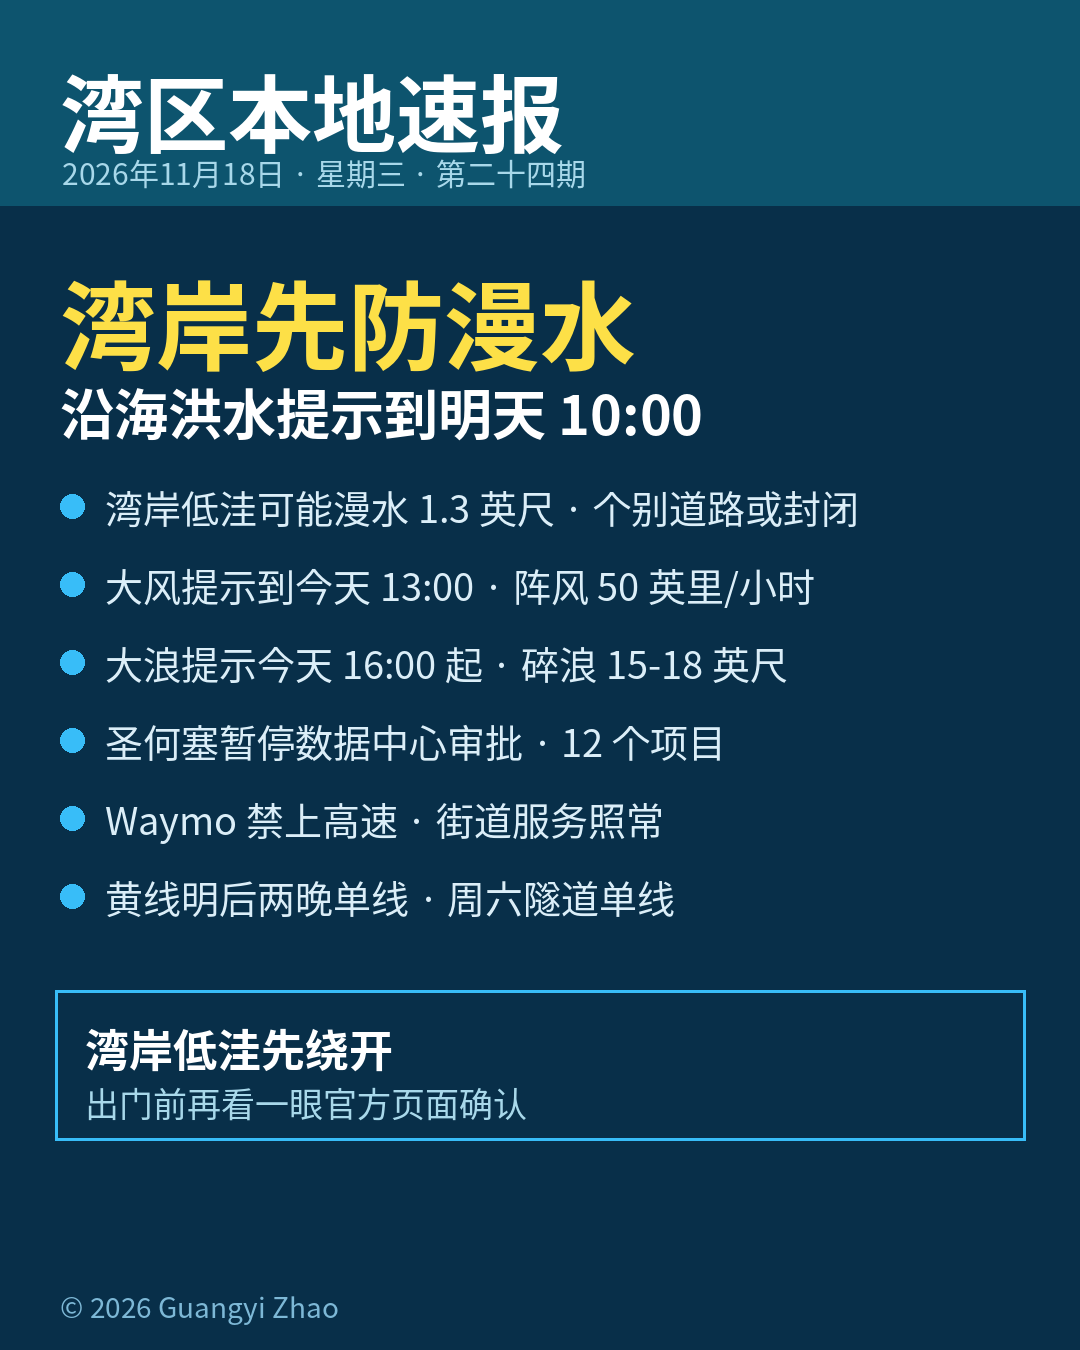 湾区本地速报
2026年11月18日 · 星期三 · 第二十四期
湾岸先防漫水
沿海洪水提示到明天 10:00
湾岸低洼可能漫水 1.3 英尺 · 个别道路或封闭
大风提示到今天 13:00 · 阵风 50 英里/小时
大浪提示今天 16:00 起 · 碎浪 15-18 英尺
圣何塞暂停数据中心审批 · 12 个项目
Waymo 禁上高速 · 街道服务照常
黄线明后两晚单线 · 周六隧道单线
湾岸低洼先绕开
出门前再看一眼官方页面确认
© 2026 Guangyi Zhao